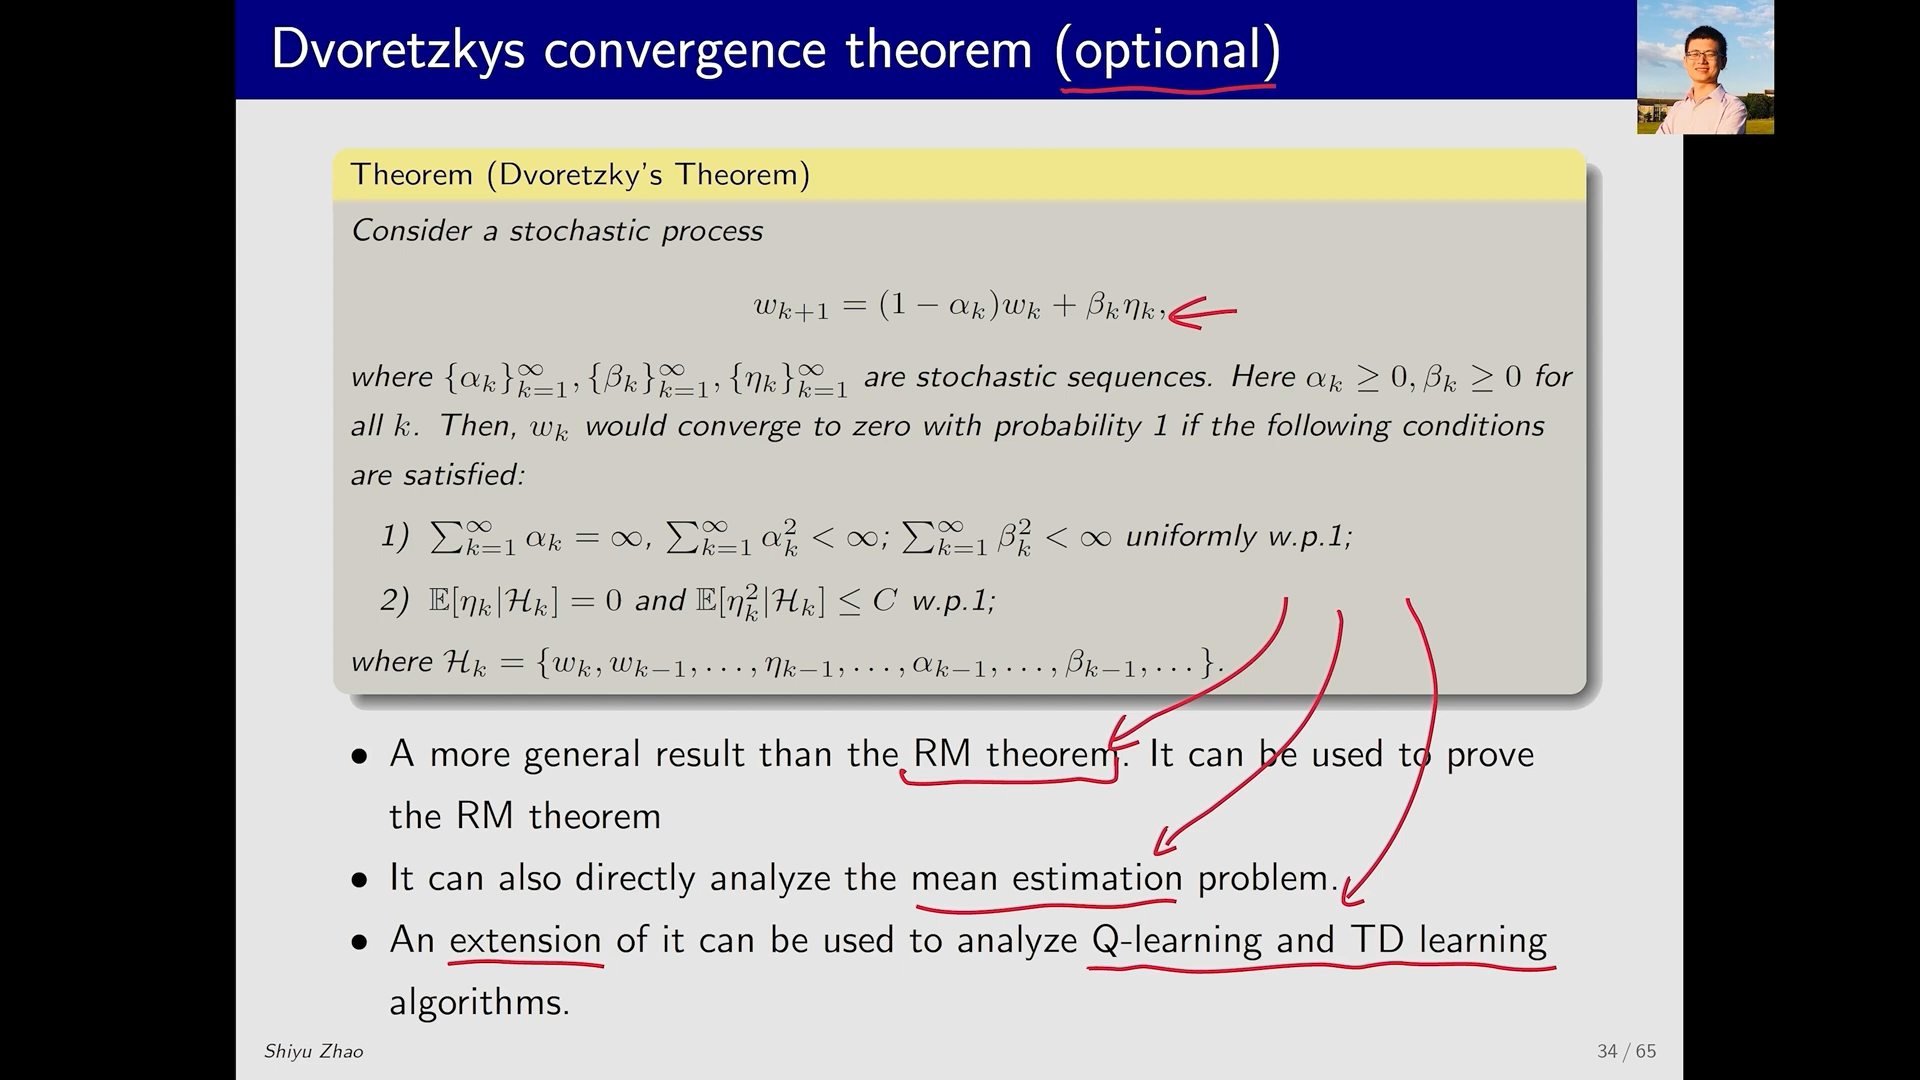 Dvoretzkys convergence theorem (optional)
Theorem (Dvoretzky's Theorem)
Consider a stochastic process
w_{k+1} = (1 − α_k)w_k + β_kη_k,
where {α_k}_{k=1}^∞, {β_k}_{k=1}^∞, {η_k}_{k=1}^∞ are stochastic sequences. Here α_k ≥ 0, β_k ≥ 0 for
all k. Then, w_k would converge to zero with probability 1 if the following conditions
are satisfied:
1) ∑_{k=1}^∞ α_k = ∞, ∑_{k=1}^∞ α_k^2 < ∞; ∑_{k=1}^∞ β_k^2 < ∞ uniformly w.p.1;
2) 𝔼[η_k|ℋ_k] = 0 and 𝔼[η_k^2|ℋ_k] ≤ C w.p.1;
where ℋ_k = {w_k, w_{k−1}, . . . , η_{k−1}, . . . , α_{k−1}, . . . , β_{k−1}, . . . }.
• A more general result than the RM theorem. It can be used to prove
the RM theorem
• It can also directly analyze the mean estimation problem.
• An extension of it can be used to analyze Q-learning and TD learning
algorithms.
Shiyu Zhao
34 / 65